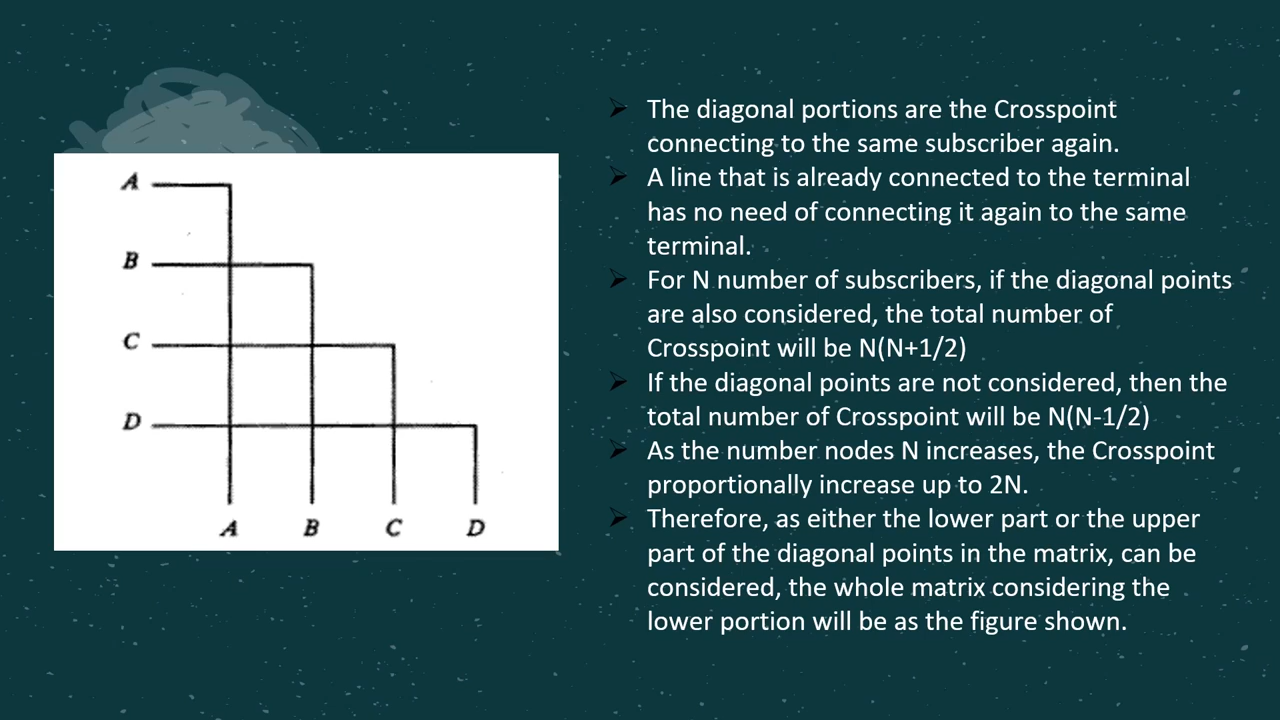 A
B
C
D
A B C D
➢ The diagonal portions are the Crosspoint
connecting to the same subscriber again.
➢ A line that is already connected to the terminal
has no need of connecting it again to the same
terminal.
➢ For N number of subscribers, if the diagonal points
are also considered, the total number of
Crosspoint will be N(N+1/2)
➢ If the diagonal points are not considered, then the
total number of Crosspoint will be N(N-1/2)
➢ As the number nodes N increases, the Crosspoint
proportionally increase up to 2N.
➢ Therefore, as either the lower part or the upper
part of the diagonal points in the matrix, can be
considered, the whole matrix considering the
lower portion will be as the figure shown.